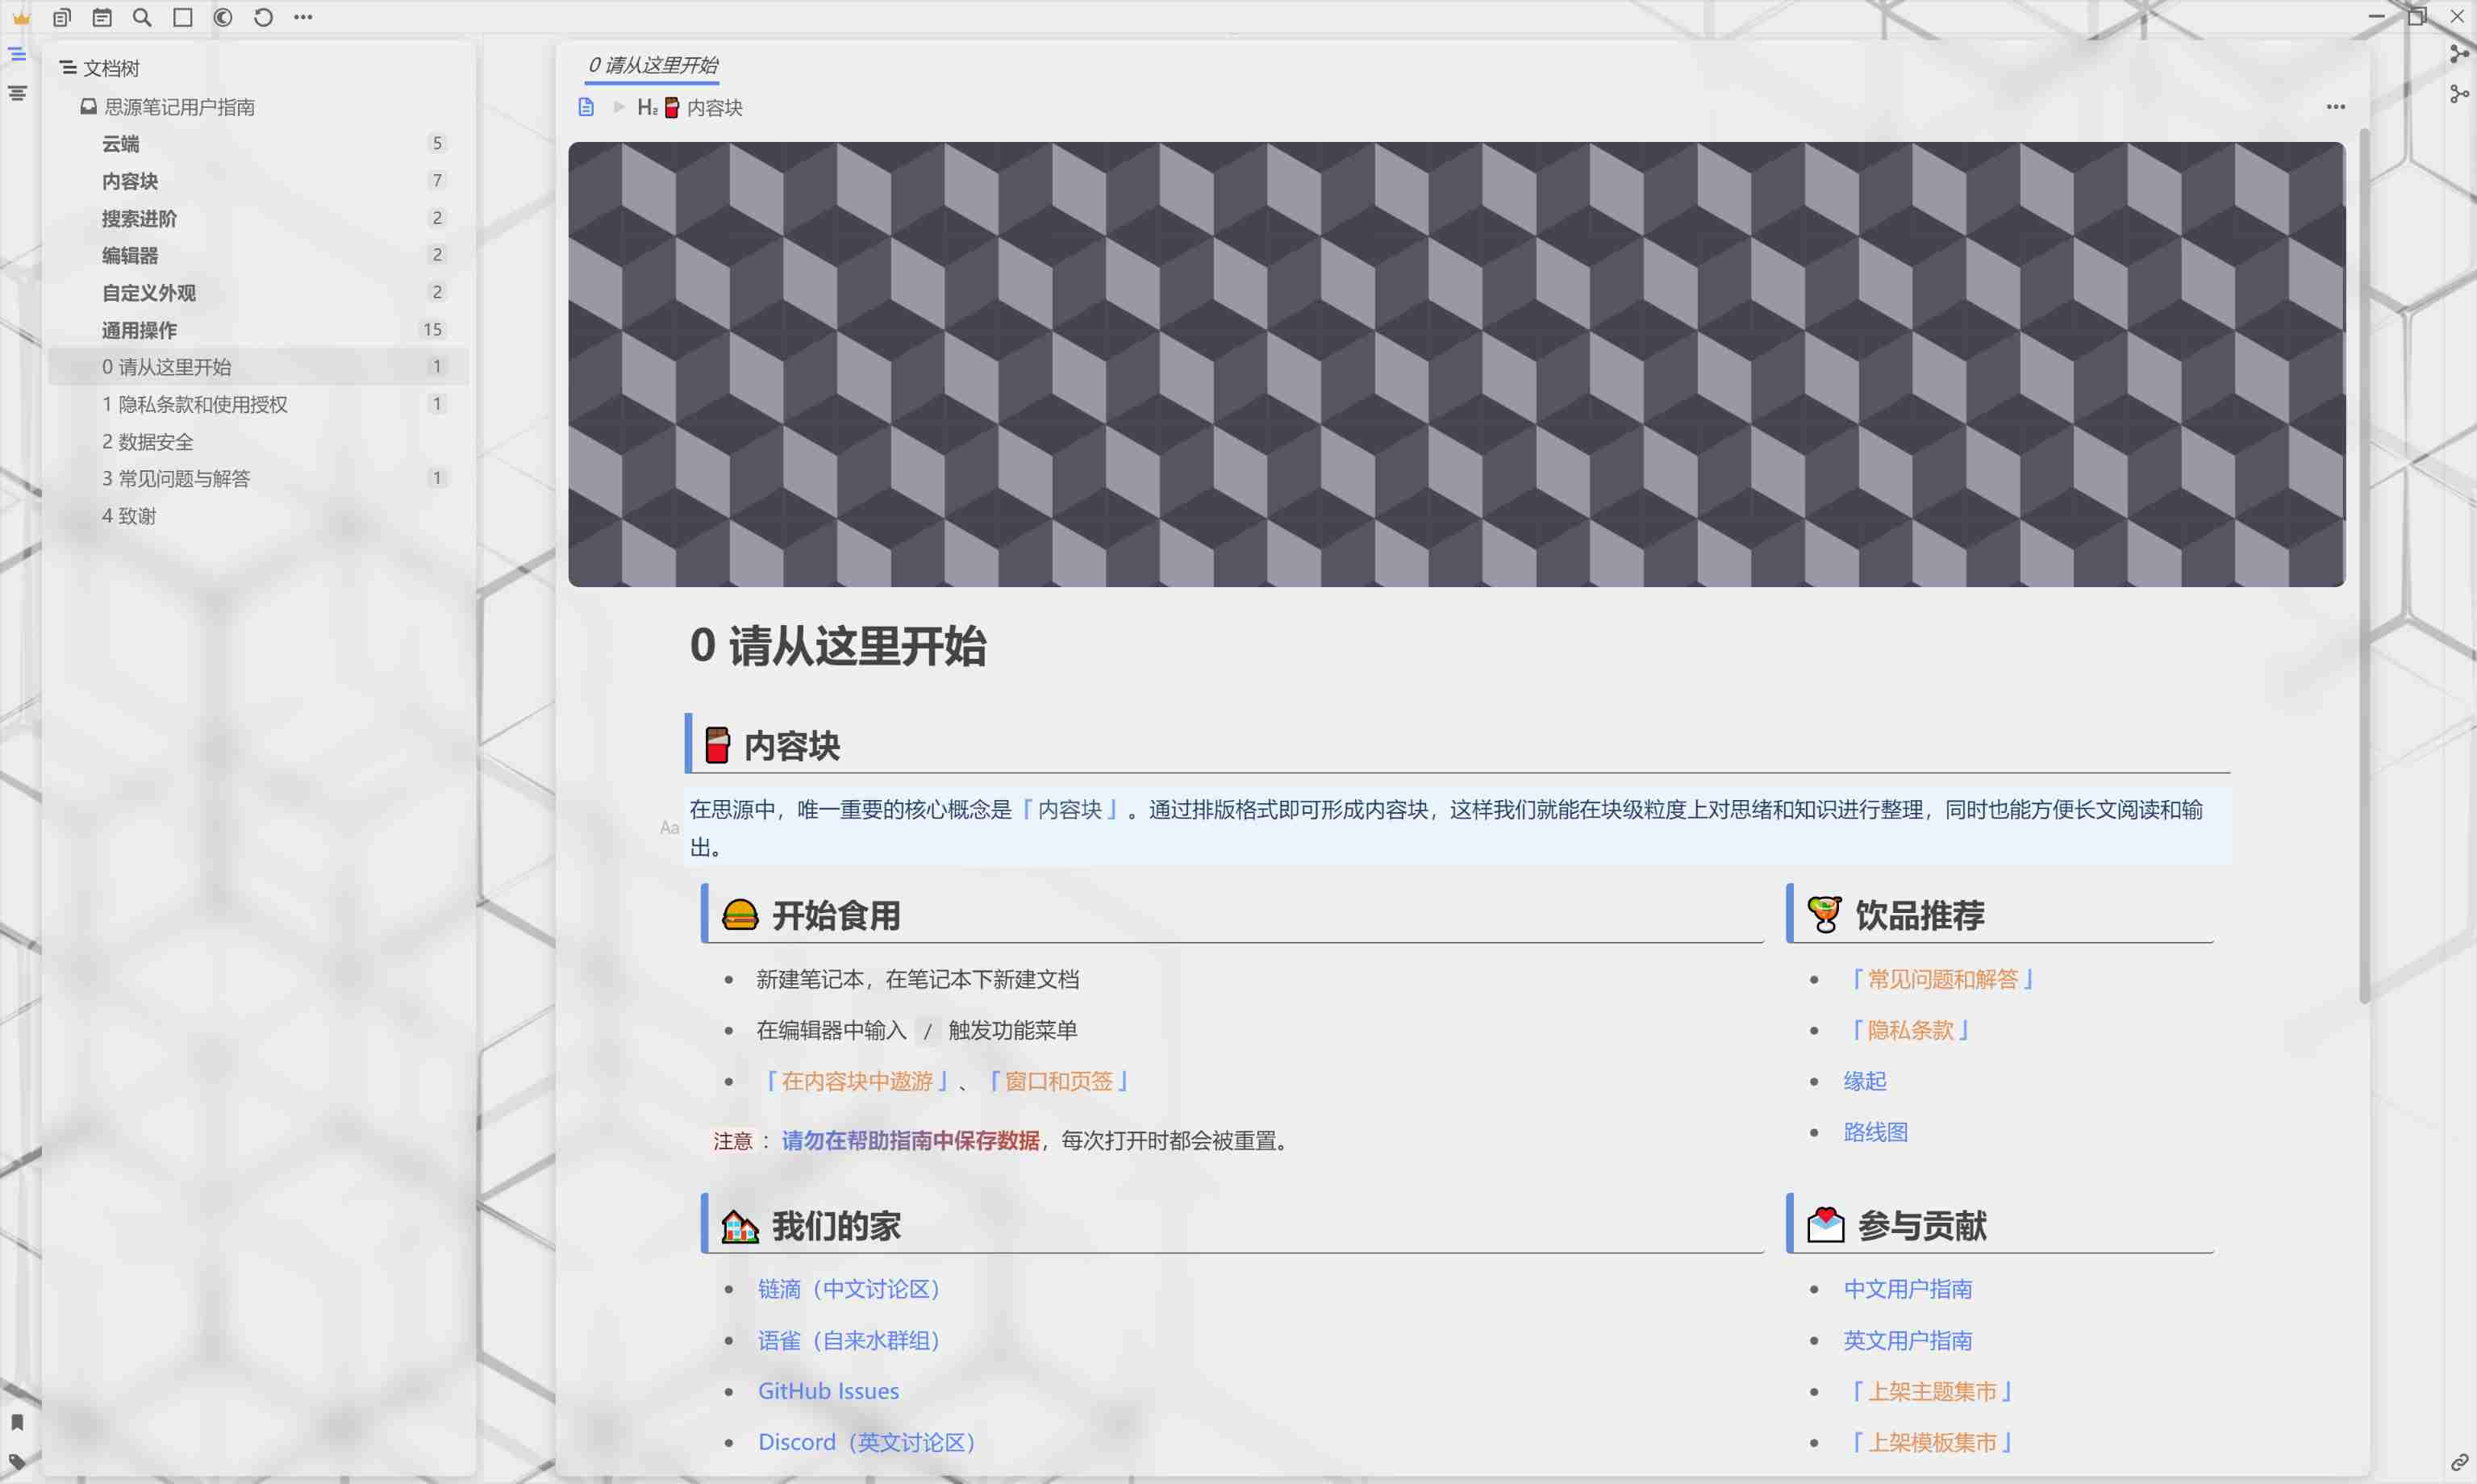 文档树
思源笔记用户指南
云端 5
内容块 7
搜索进阶 2
编辑器 2
自定义外观 2
通用操作 15
0 请从这里开始 1
1 隐私条款和使用授权 1
2 数据安全
3 常见问题与解答 1
4 致谢
0 请从这里开始
H₂ 内容块
0 请从这里开始
内容块
Aa
在思源中，唯一重要的核心概念是「内容块」。通过排版格式即可形成内容块，这样我们就能在块级粒度上对思绪和知识进行整理，同时也能方便长文阅读和输
出。
开始食用
新建笔记本，在笔记本下新建文档
在编辑器中输入 / 触发功能菜单
「在内容块中遨游」、「窗口和页签」
注意：请勿在帮助指南中保存数据，每次打开时都会被重置。
饮品推荐
「常见问题和解答」
「隐私条款」
缘起
路线图
我们的家
链滴（中文讨论区）
语雀（自来水群组）
GitHub Issues
Discord（英文讨论区）
参与贡献
中文用户指南
英文用户指南
「上架主题集市」
「上架模板集市」